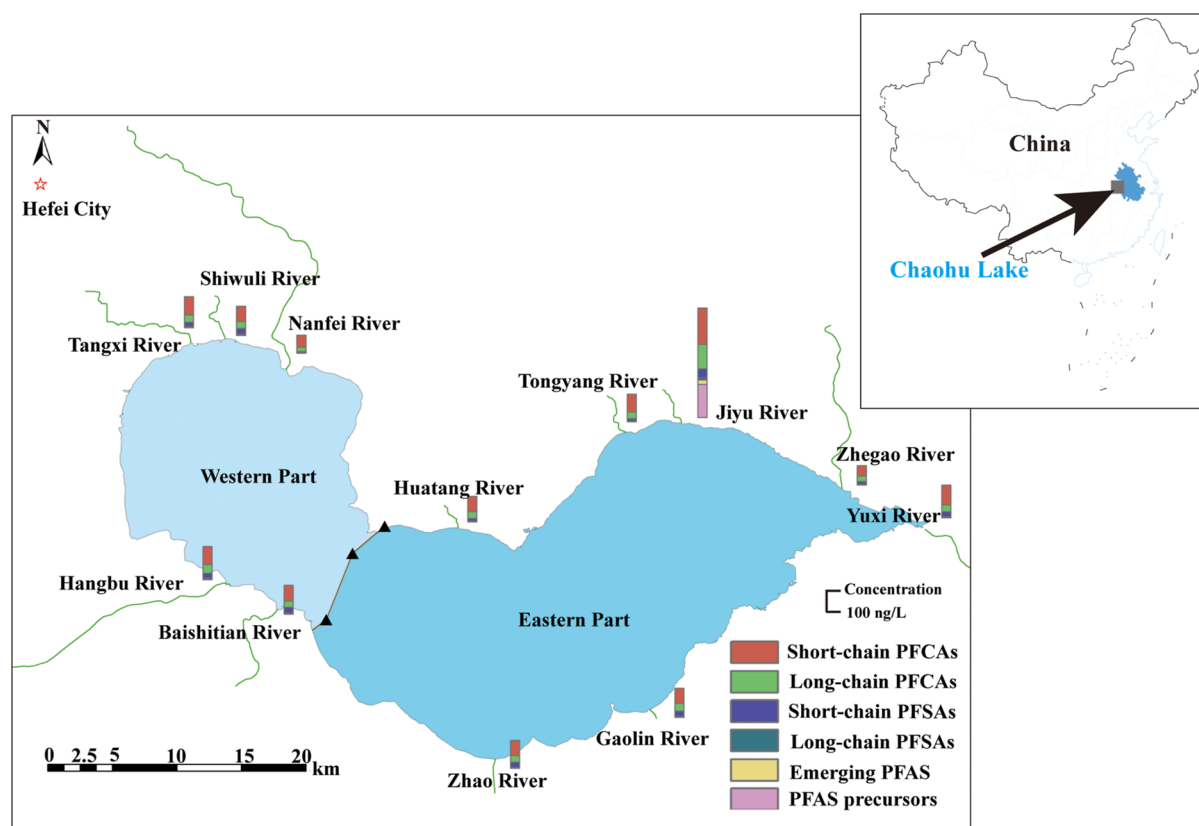 China
Chaohu Lake
N
Hefei City
Shiwuli River
Nanfei River
Tangxi River
Tongyang River
Jiyu River
Zhegao River
Western Part
Huatang River
Yuxi River
Hangbu River
Concentration
100 ng/L
Baishitian River
Eastern Part
Short-chain PFCAs
Long-chain PFCAs
Short-chain PFSAs
Long-chain PFSAs
Emerging PFAS
PFAS precursors
Gaolin River
Zhao River
0 2.5 5 10 15 20
km